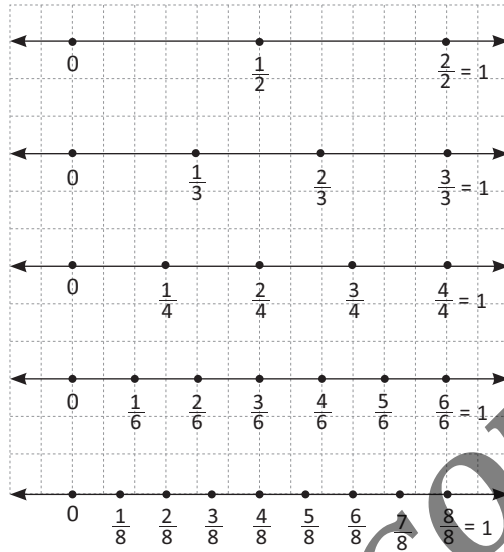 0 1/2 2/2 = 1
0 1/3 2/3 3/3 = 1
0 1/4 2/4 3/4 4/4 = 1
0 1/6 2/6 3/6 4/6 5/6 6/6 = 1
0 1/8 2/8 3/8 4/8 5/8 6/8 7/8 8/8 = 1